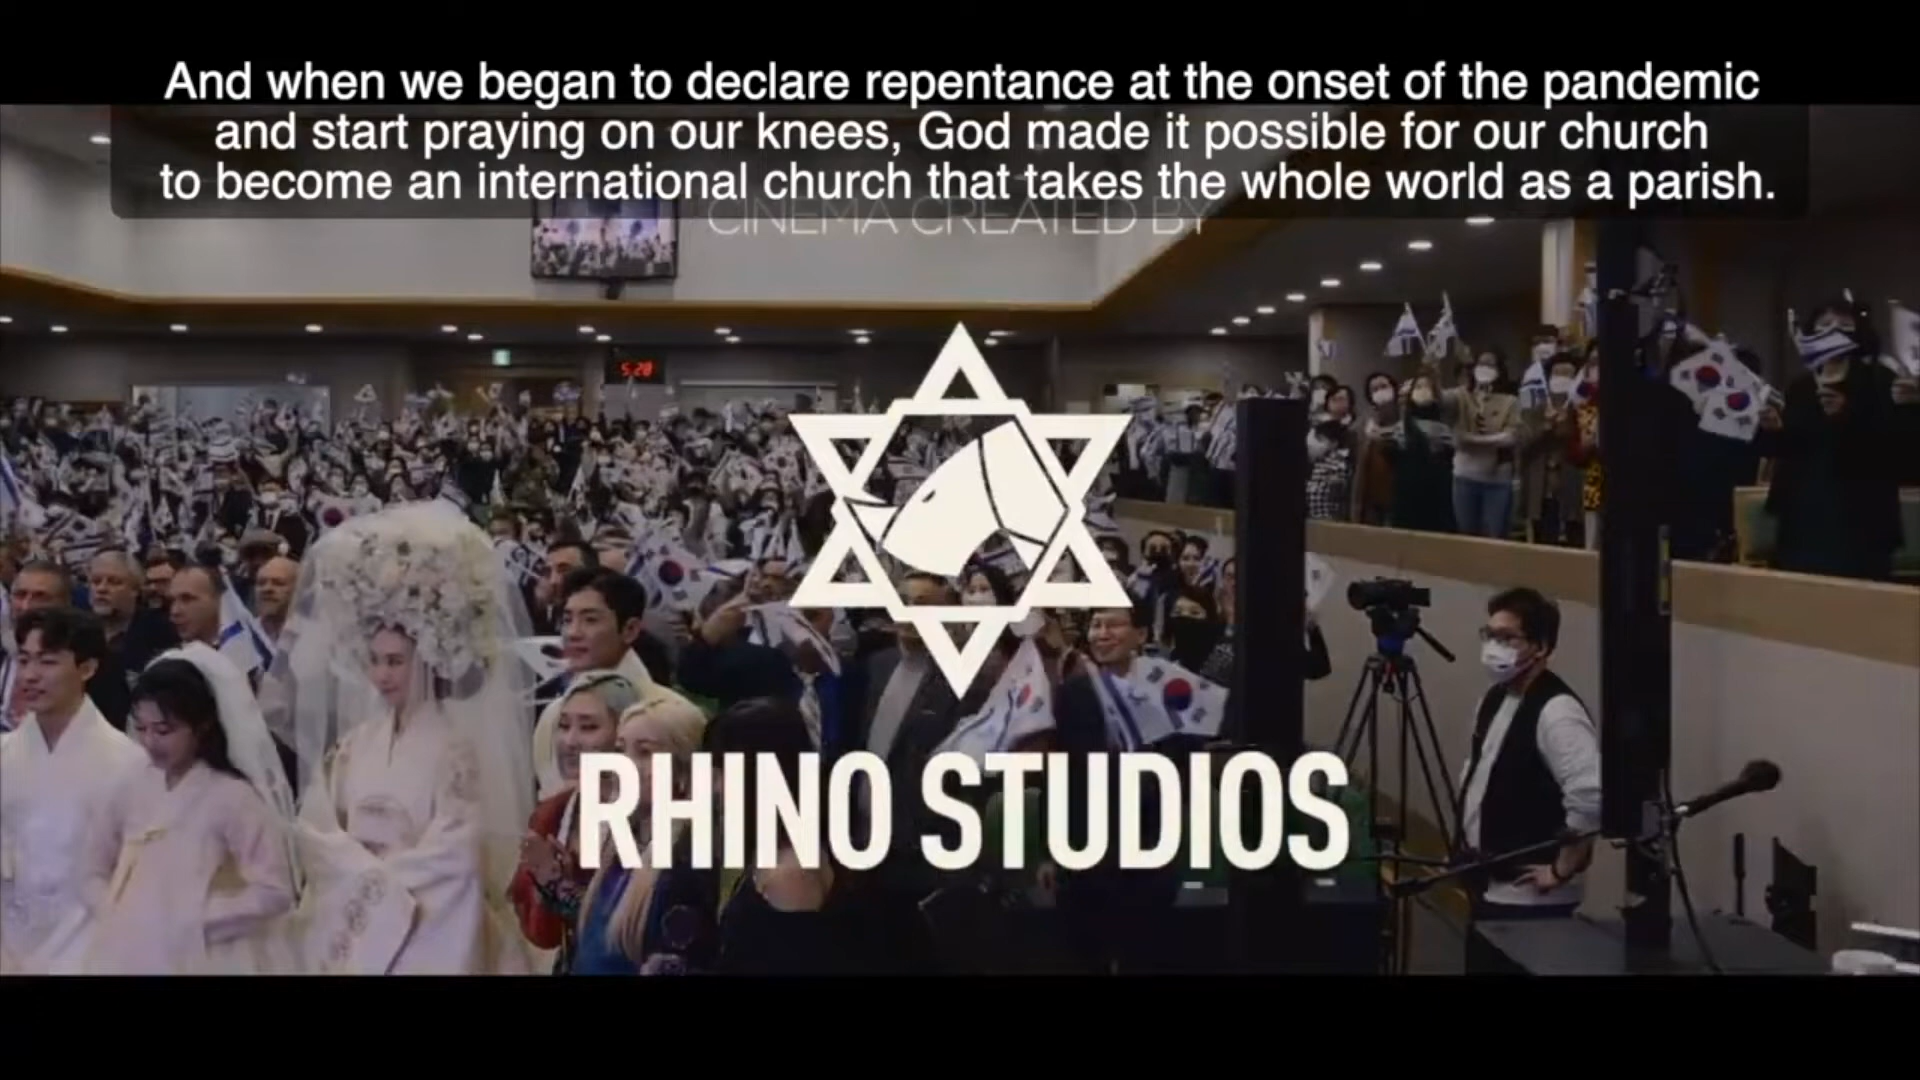 And when we began to declare repentance at the onset of the pandemic
and start praying on our knees, God made it possible for our church
to become an international church that takes the whole world as a parish.
CINEMA CREATED BY
5:20
RHINO STUDIOS